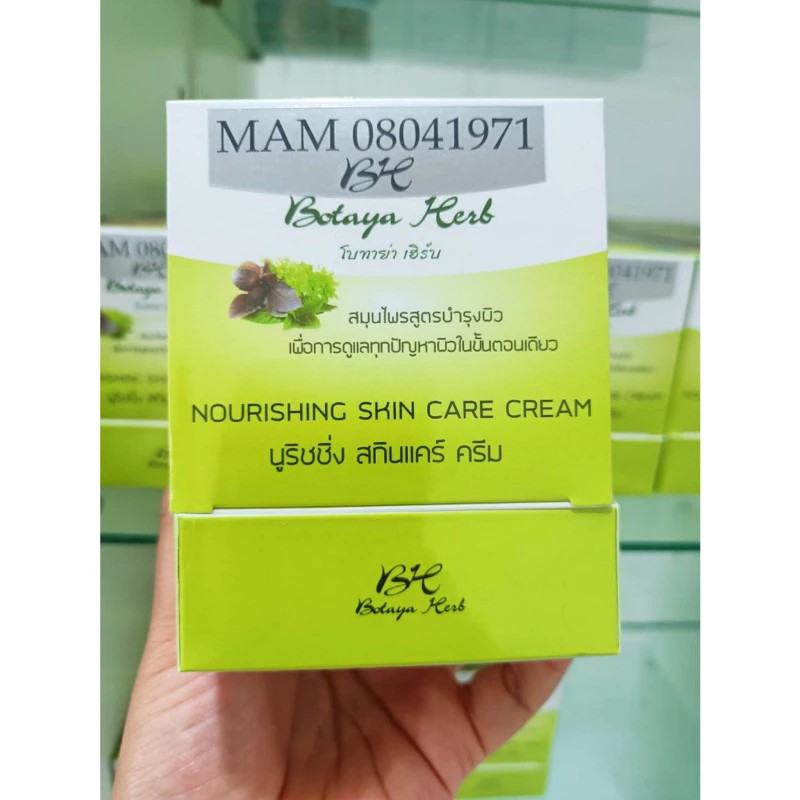 MAM 08041971
BH
Botaya Herb
โบทาย่า เฮิร์บ
สมุนไพรสูตรบำรุงผิว
เพื่อการดูแลทุกปัญหาผิวในขั้นตอนเดียว
NOURISHING SKIN CARE CREAM
นูริชชิ่ง สกินแคร์ ครีม
BH
Botaya Herb